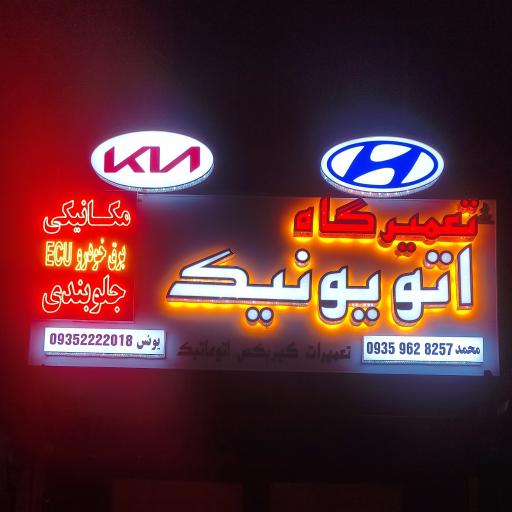 KIA
تعمیرگاه
اتو یونیک
مکانیکی
برق خودرو ECU
جلوبندی
محمد 0935 962 8257
تعمیرات گیربکس اتوماتیک
یونس 09352222018